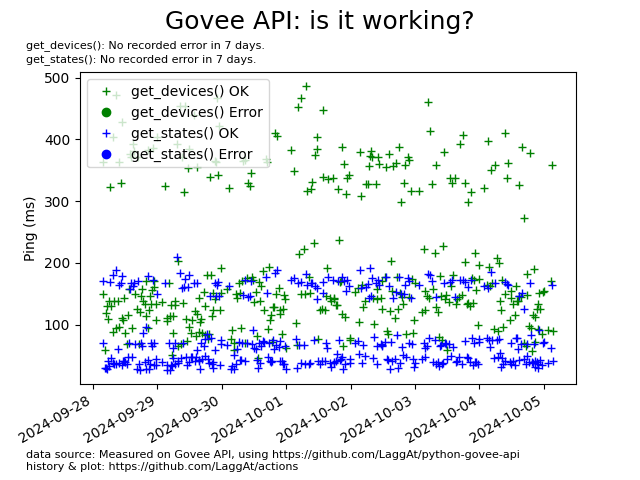 Govee API: is it working?
get_devices(): No recorded error in 7 days.
get_states(): No recorded error in 7 days.
500
400
300
200
100
Ping (ms)
get_devices() OK
get_devices() Error
get_states() OK
get_states() Error
2024-09-28
2024-09-29
2024-09-30
2024-10-01
2024-10-02
2024-10-03
2024-10-04
2024-10-05
data source: Measured on Govee API, using https://github.com/LaggAt/python-govee-api
history & plot: https://github.com/LaggAt/actions